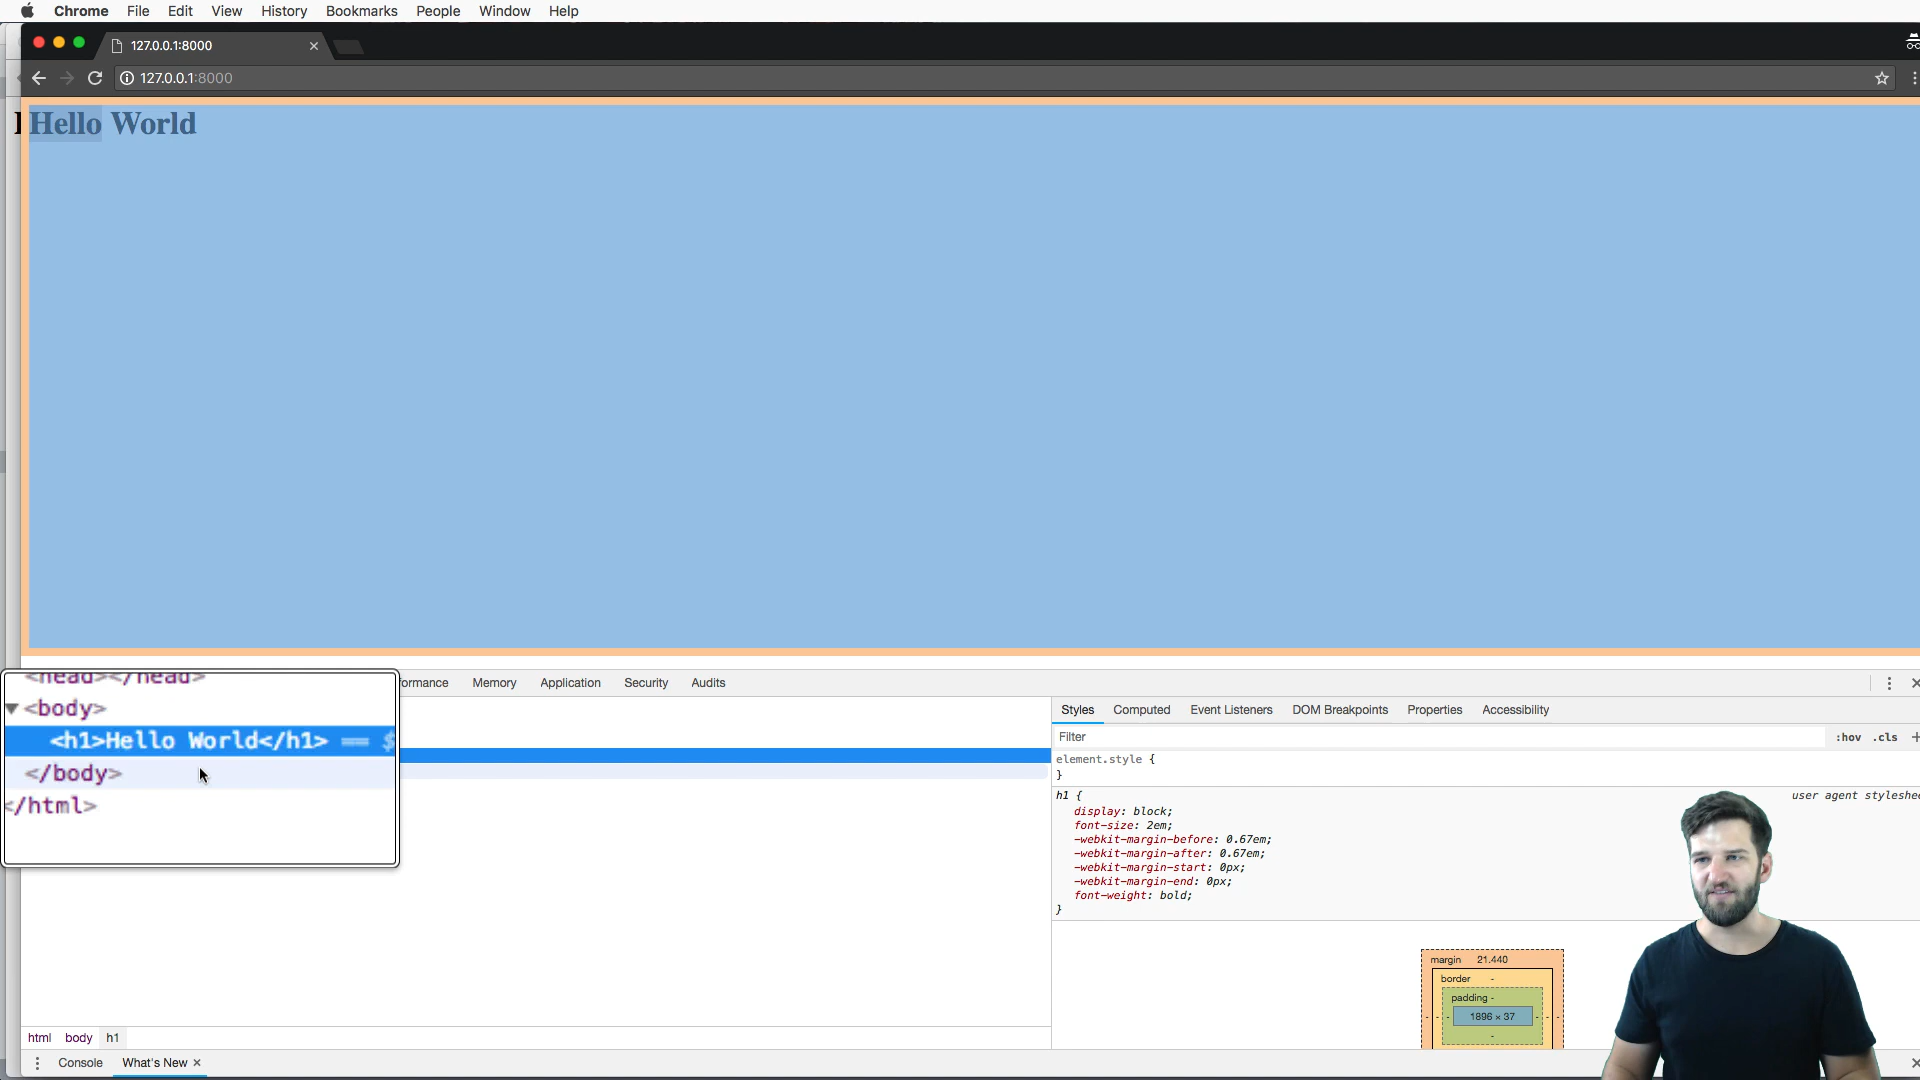 Chrome File Edit View History Bookmarks People Window Help
127.0.0.1:8000
127.0.0.1:8000
Hello World
<head></head>
ormance Memory Application Security Audits
<body>
<h1>Hello World</h1> == $
</body>
</html>
Styles Computed Event Listeners DOM Breakpoints Properties Accessibility
Filter :hov .cls +
element.style {
}
h1 { user agent styleshee
display: block;
font-size: 2em;
-webkit-margin-before: 0.67em;
-webkit-margin-after: 0.67em;
-webkit-margin-start: 0px;
-webkit-margin-end: 0px;
font-weight: bold;
}
margin 21.440
border -
padding -
- - - 1896 × 37 - - -
-
html body h1
Console What's New ×